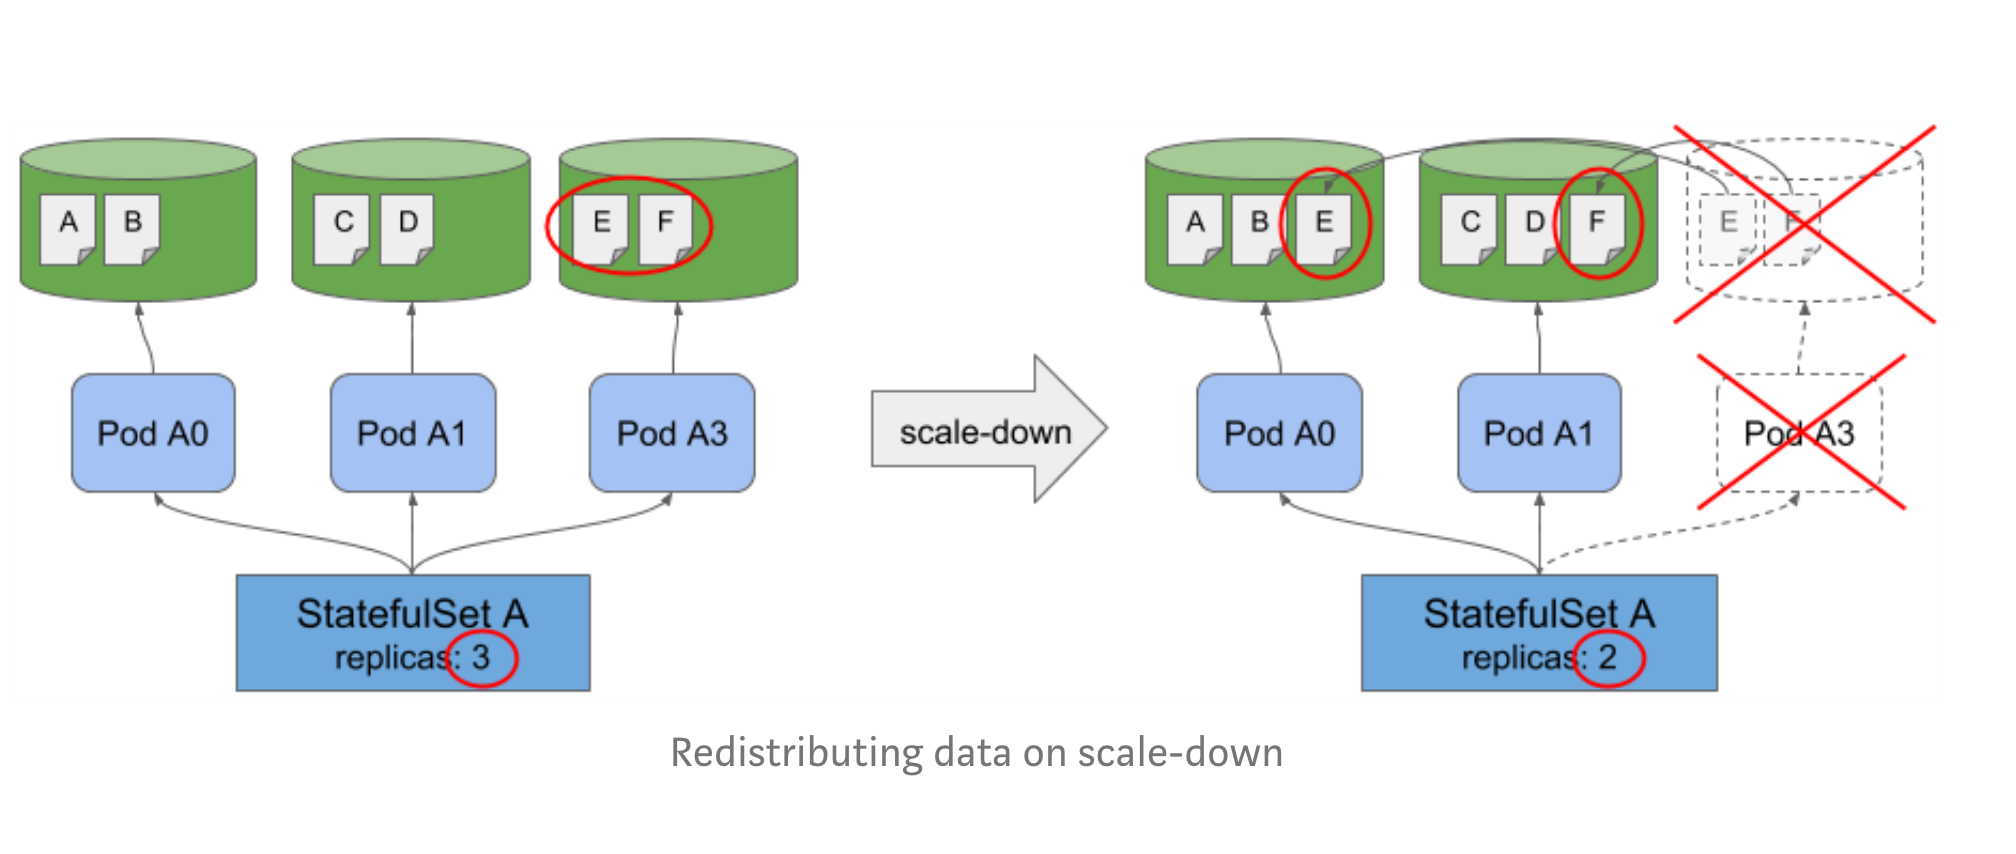 A B C D E F
A B E C D F E F
Pod A0 Pod A1 Pod A3
scale-down
Pod A0 Pod A1 Pod A3
StatefulSet A
replicas: 3
StatefulSet A
replicas: 2
Redistributing data on scale-down